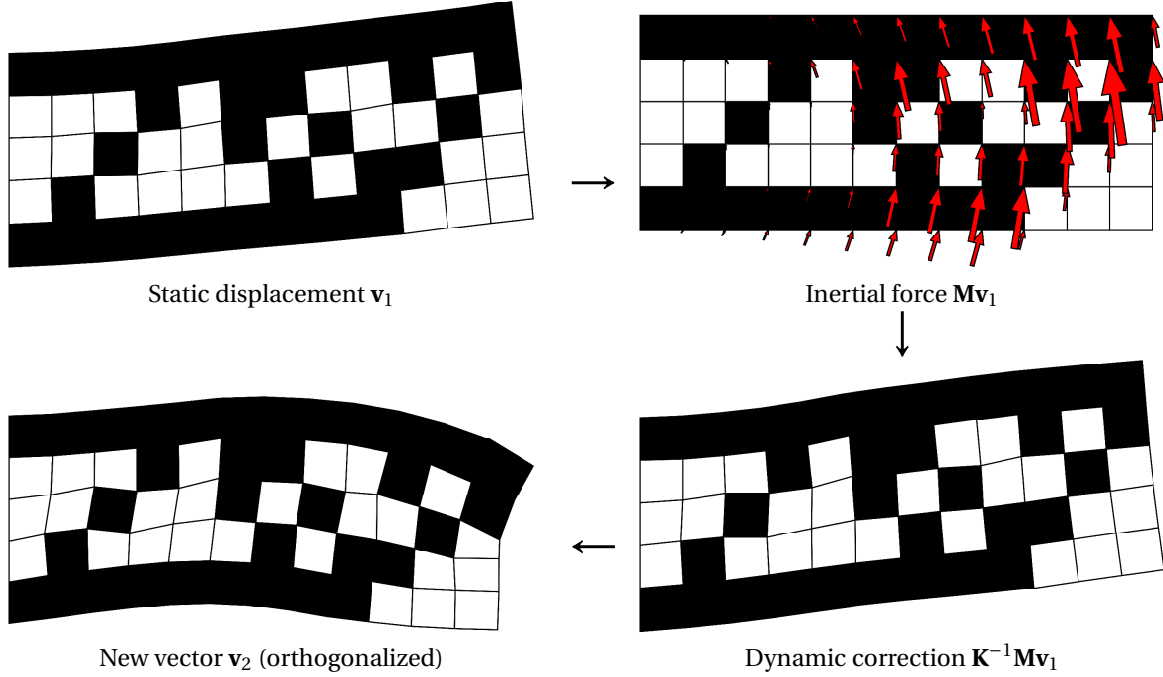 Static displacement v₁
Inertial force Mv₁
New vector v₂ (orthogonalized)
Dynamic correction K⁻¹Mv₁